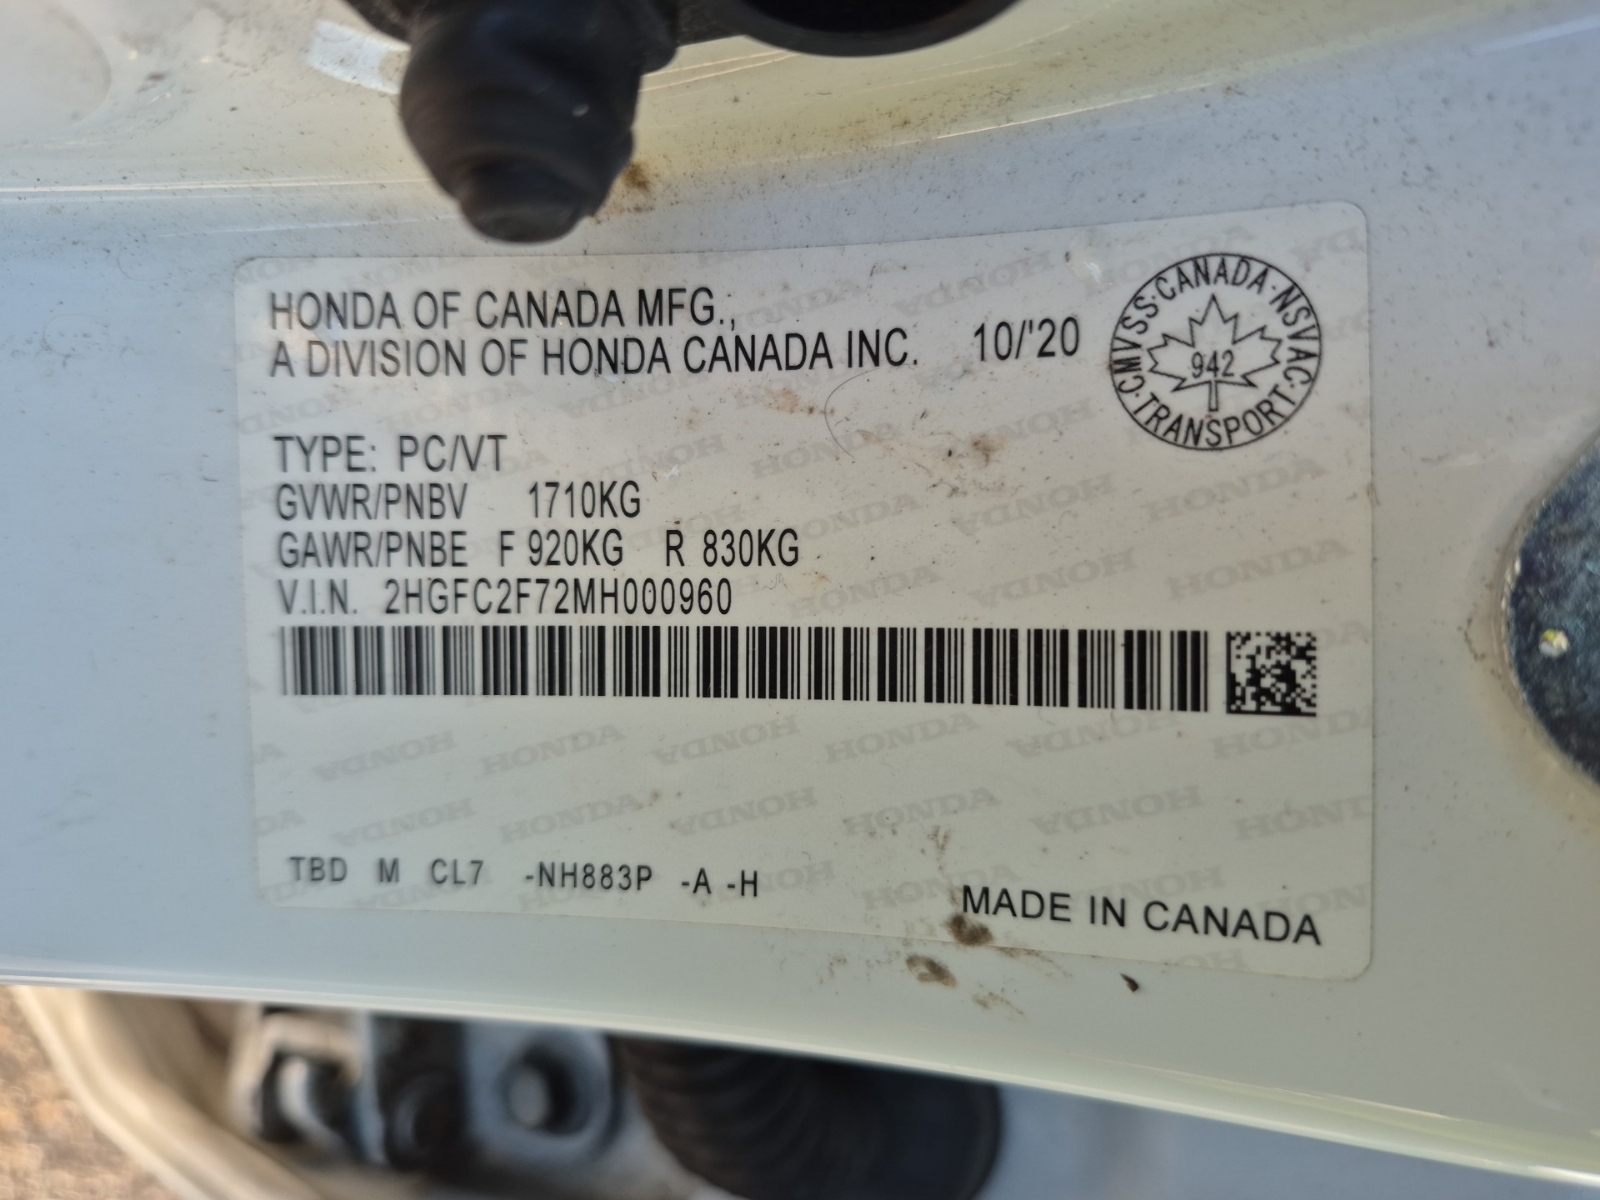 HONDA OF CANADA MFG.,
A DIVISION OF HONDA CANADA INC. 10/'20
CMVSS·CANADA·NSVAC·TRANSPORT·
942
TYPE: PC/VT
GVWR/PNBV 1710KG
GAWR/PNBE F 920KG R 830KG
V.I.N. 2HGFC2F72MH000960
TBD M CL7 -NH883P -A -H
MADE IN CANADA